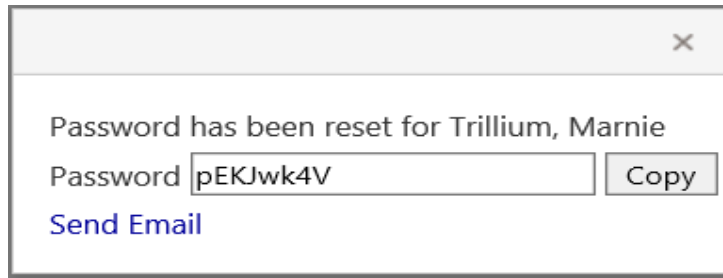 Password has been reset for Trillium, Marnie
Password pEKJwk4V Copy
Send Email